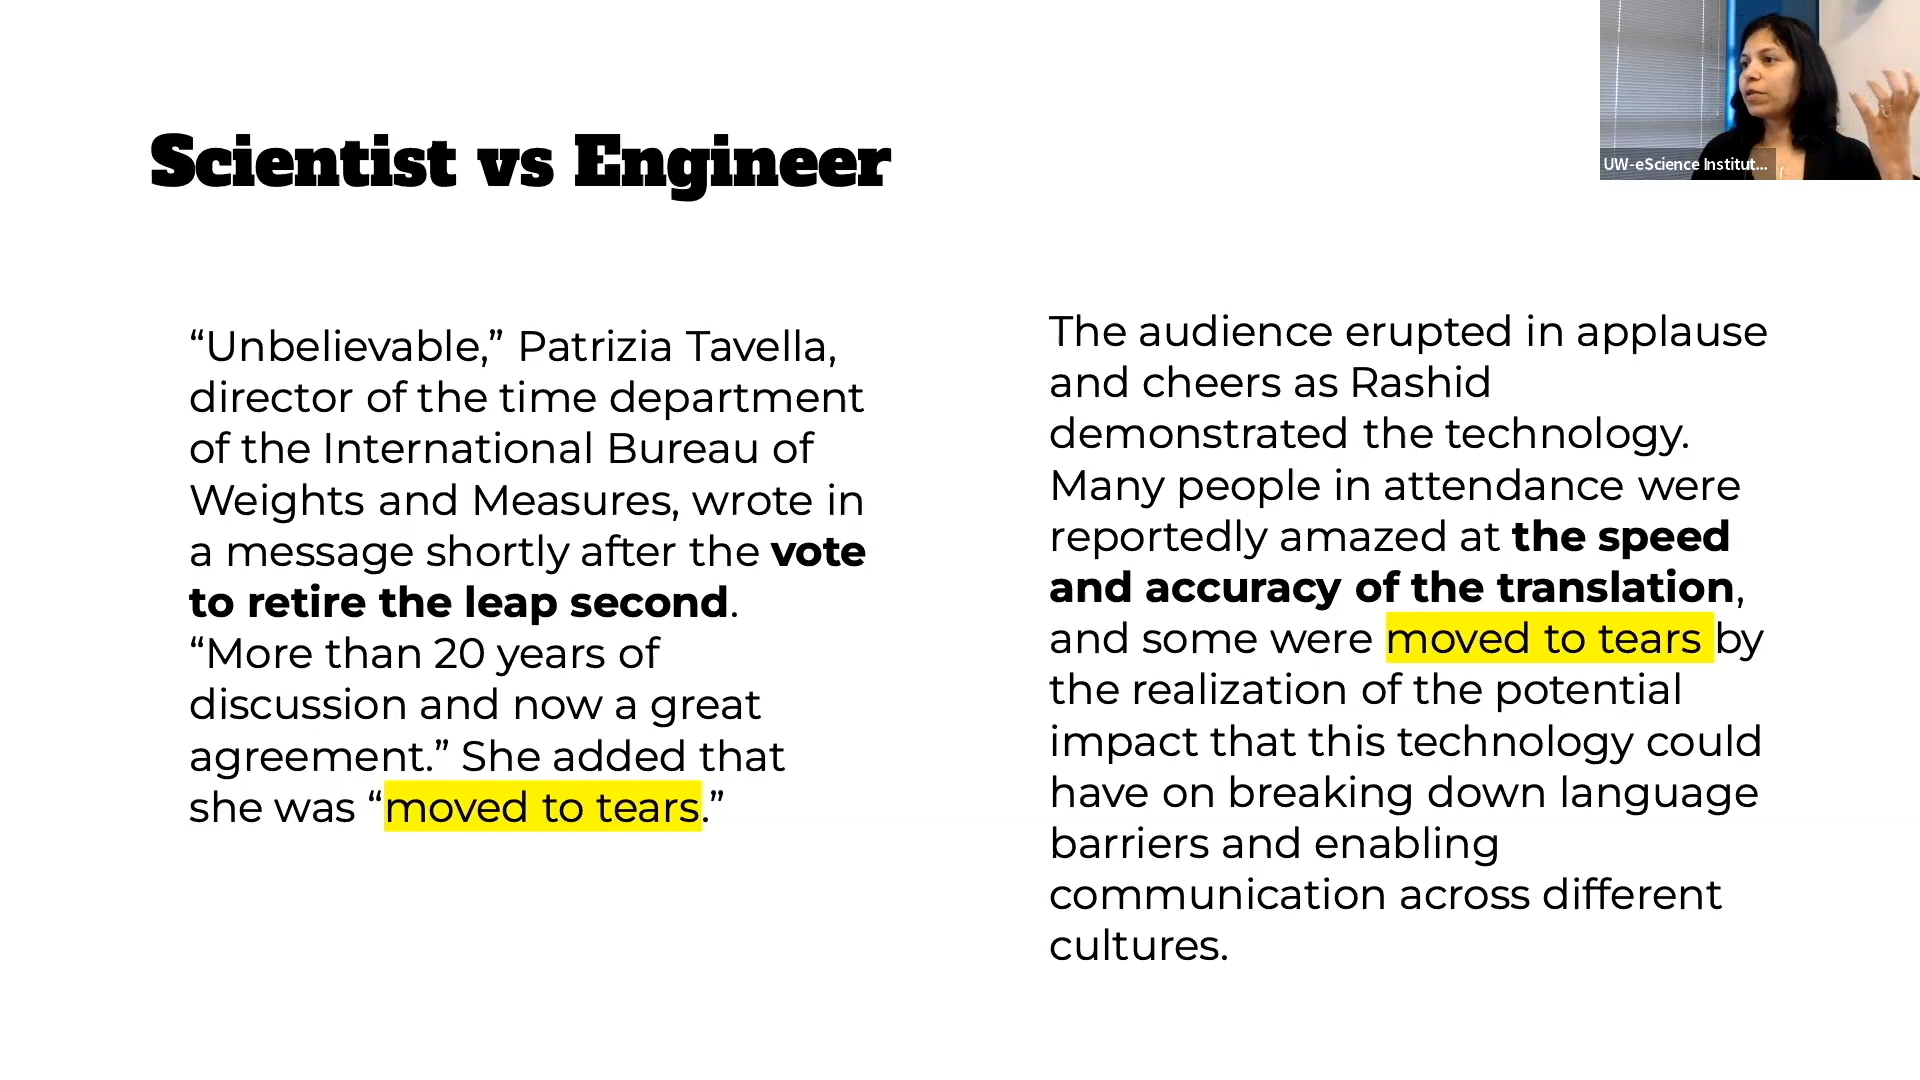 Scientist vs Engineer
UW-eScience Institut...
“Unbelievable,” Patrizia Tavella,
director of the time department
of the International Bureau of
Weights and Measures, wrote in
a message shortly after the vote
to retire the leap second.
“More than 20 years of
discussion and now a great
agreement.” She added that
she was “moved to tears.”
The audience erupted in applause
and cheers as Rashid
demonstrated the technology.
Many people in attendance were
reportedly amazed at the speed
and accuracy of the translation,
and some were moved to tears by
the realization of the potential
impact that this technology could
have on breaking down language
barriers and enabling
communication across different
cultures.